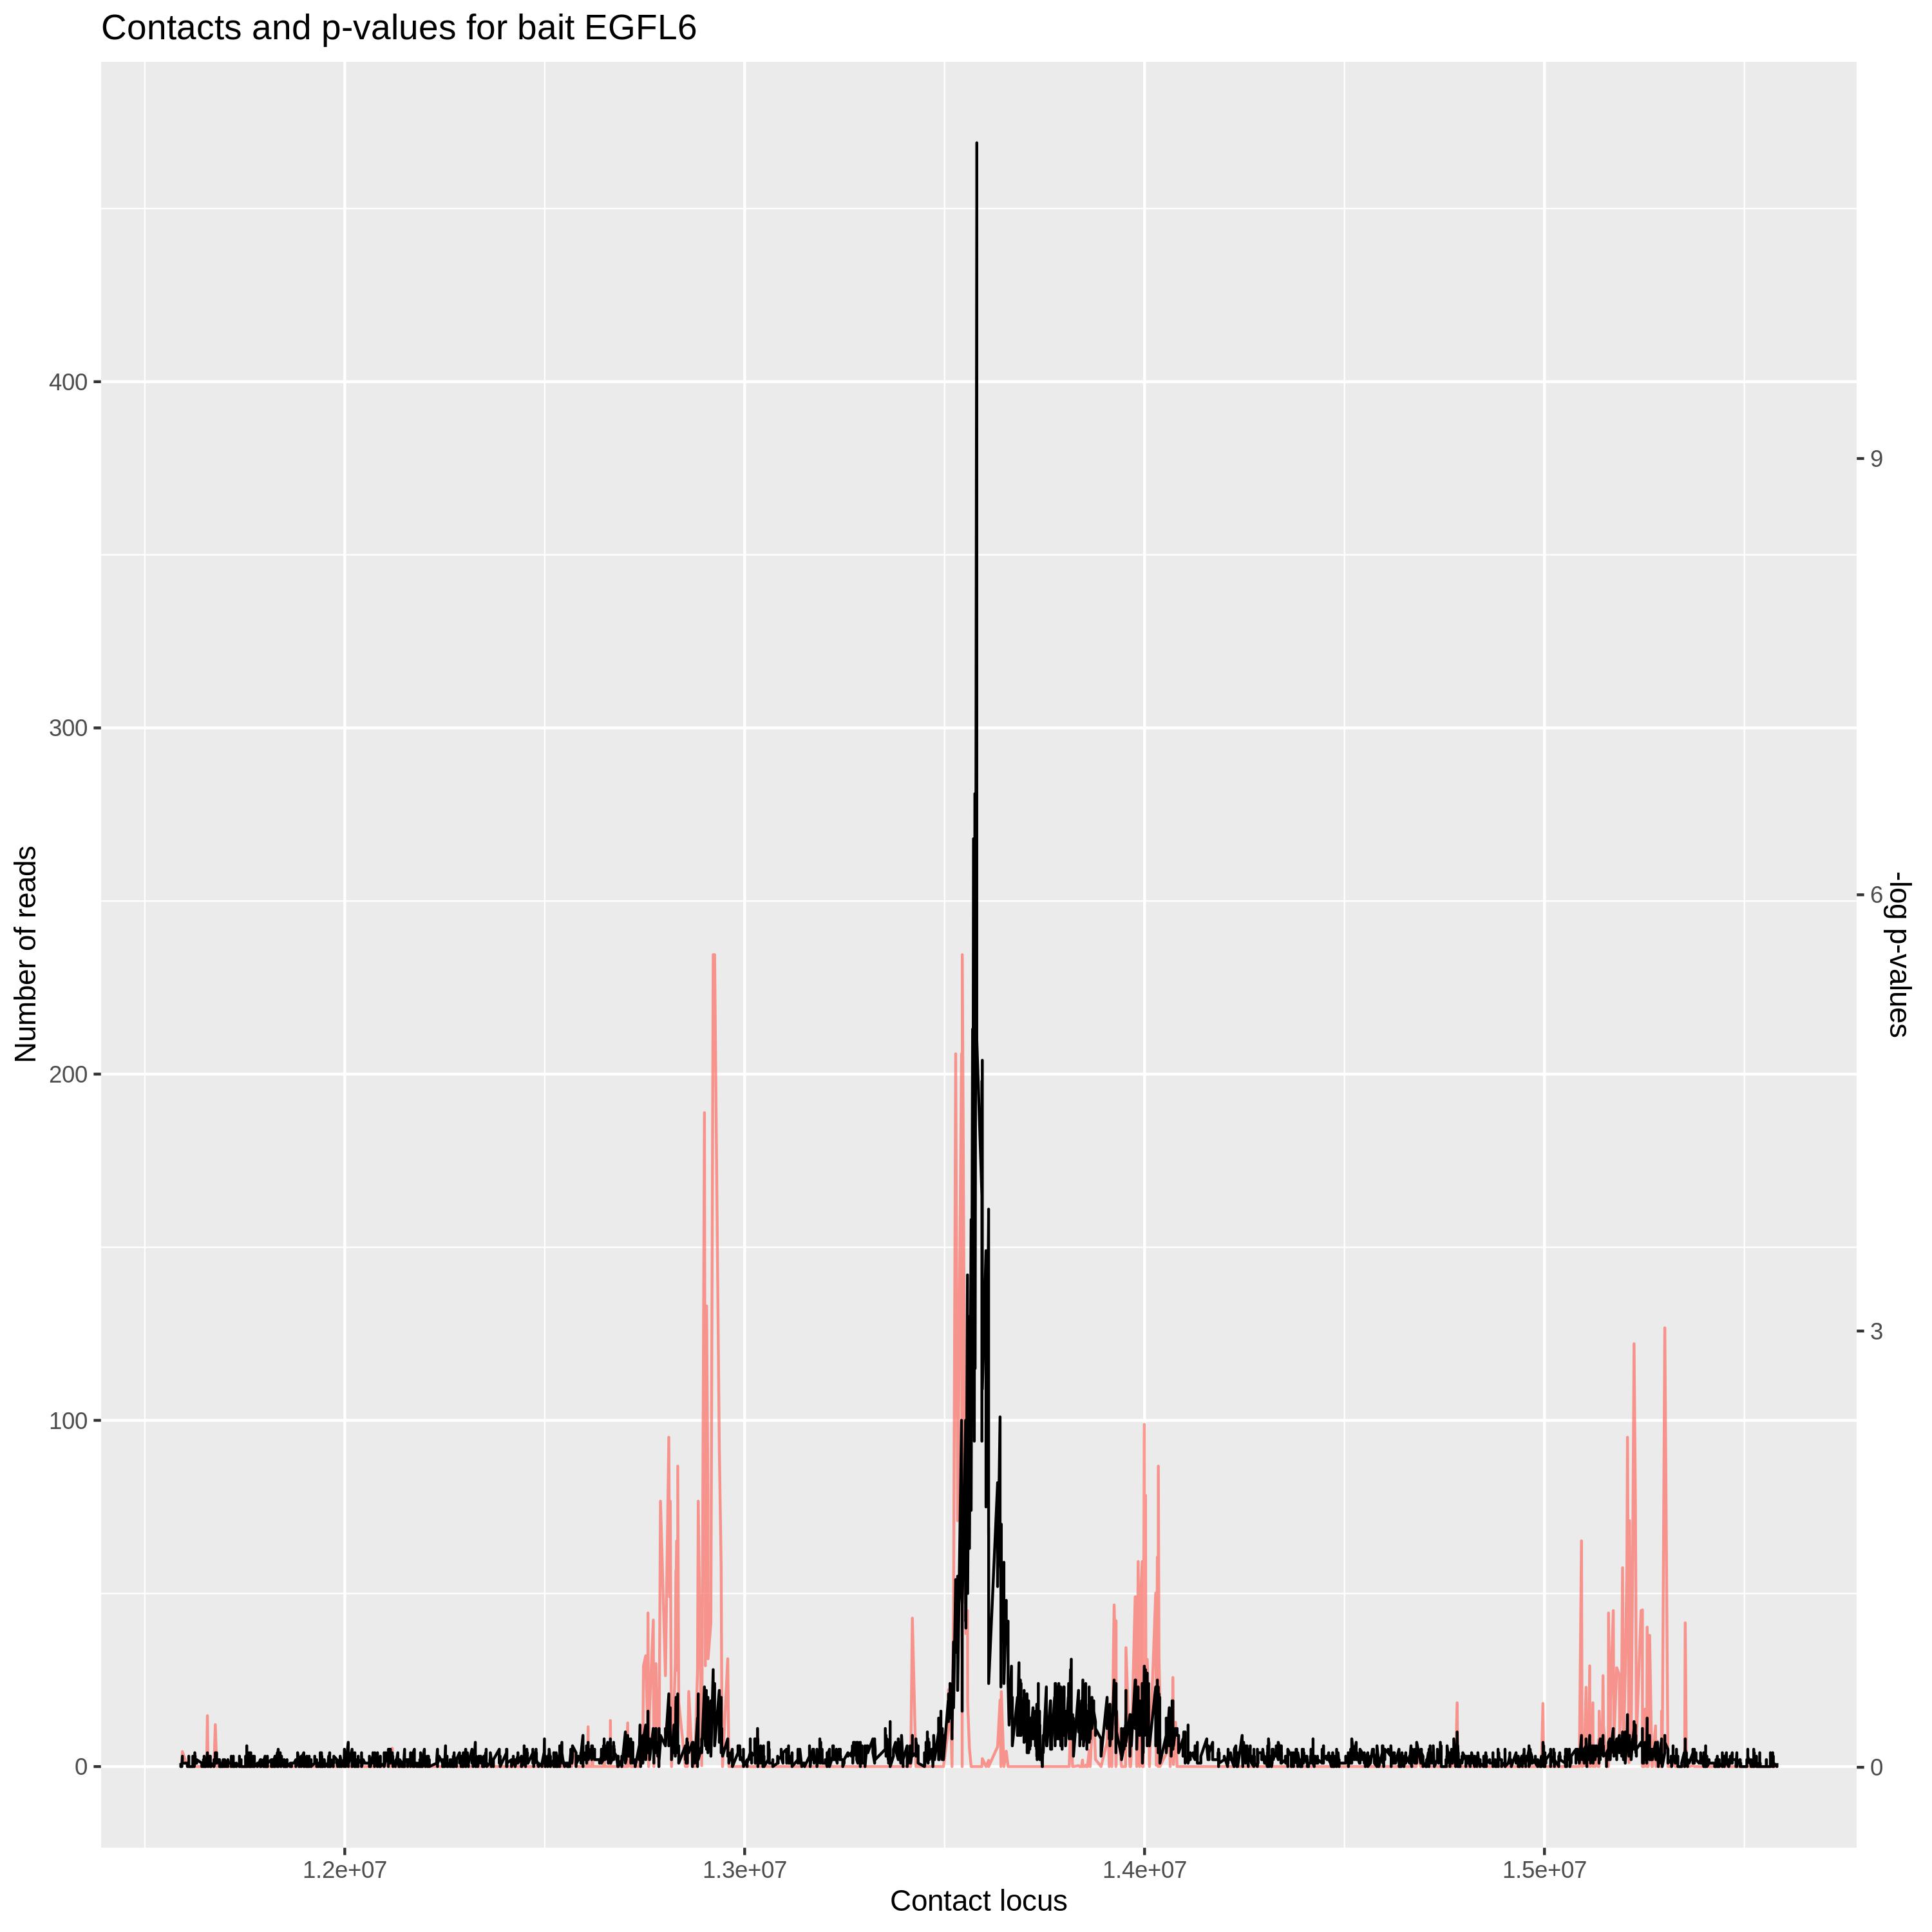 Contacts and p-values for bait EGFL6
Number of reads
400
300
200
100
0
9
6
3
0
-log p-values
1.2e+07 1.3e+07 1.4e+07 1.5e+07
Contact locus